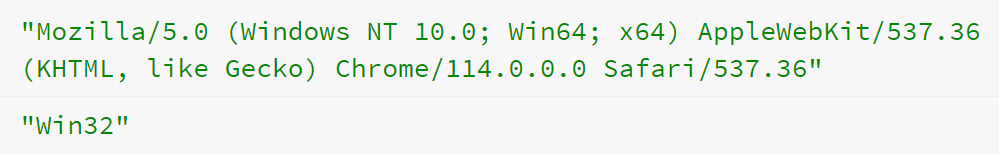 "Mozilla/5.0 (Windows NT 10.0; Win64; x64) AppleWebKit/537.36
(KHTML, like Gecko) Chrome/114.0.0.0 Safari/537.36"
"Win32"